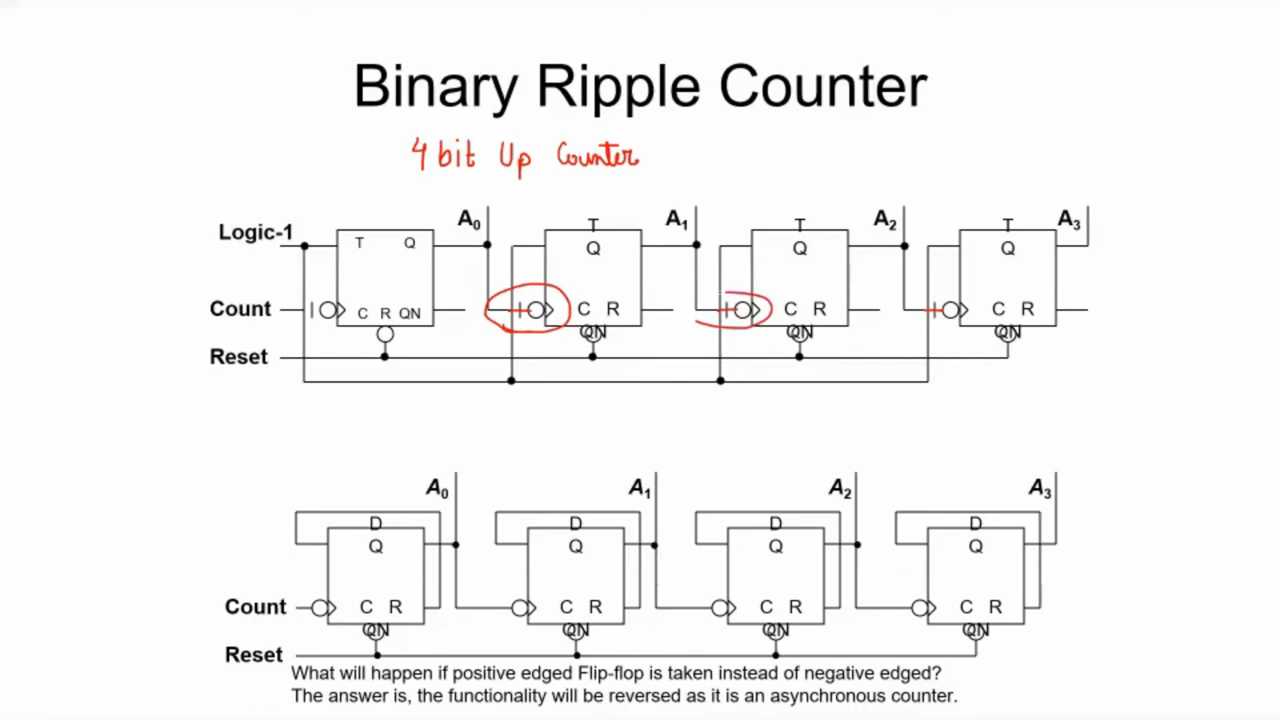 Binary Ripple Counter
4 bit Up Counter
Logic-1 T Q A0 T Q A1 T Q A2 T Q A3
Count C R QN C R QN C R QN C R QN
Reset
A0 A1 A2 A3
D Q D Q D Q D Q
Count C R QN C R QN C R QN C R QN
Reset
What will happen if positive edged Flip-flop is taken instead of negative edged?
The answer is, the functionality will be reversed as it is an asynchronous counter.